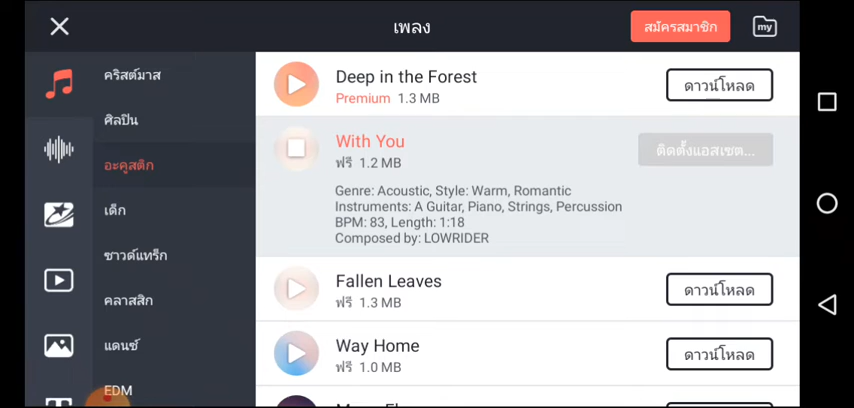 เพลง
สมัครสมาชิก
my
คริสต์มาส
ศิลปิน
อะคูสติก
เด็ก
ซาวด์แทร็ก
คลาสสิก
แดนซ์
EDM
Deep in the Forest
Premium 1.3 MB
ดาวน์โหลด
With You
ฟรี 1.2 MB
ติดตั้งแอสเซต...
Genre: Acoustic, Style: Warm, Romantic
Instruments: A Guitar, Piano, Strings, Percussion
BPM: 83, Length: 1:18
Composed by: LOWRIDER
Fallen Leaves
ฟรี 1.3 MB
ดาวน์โหลด
Way Home
ฟรี 1.0 MB
ดาวน์โหลด